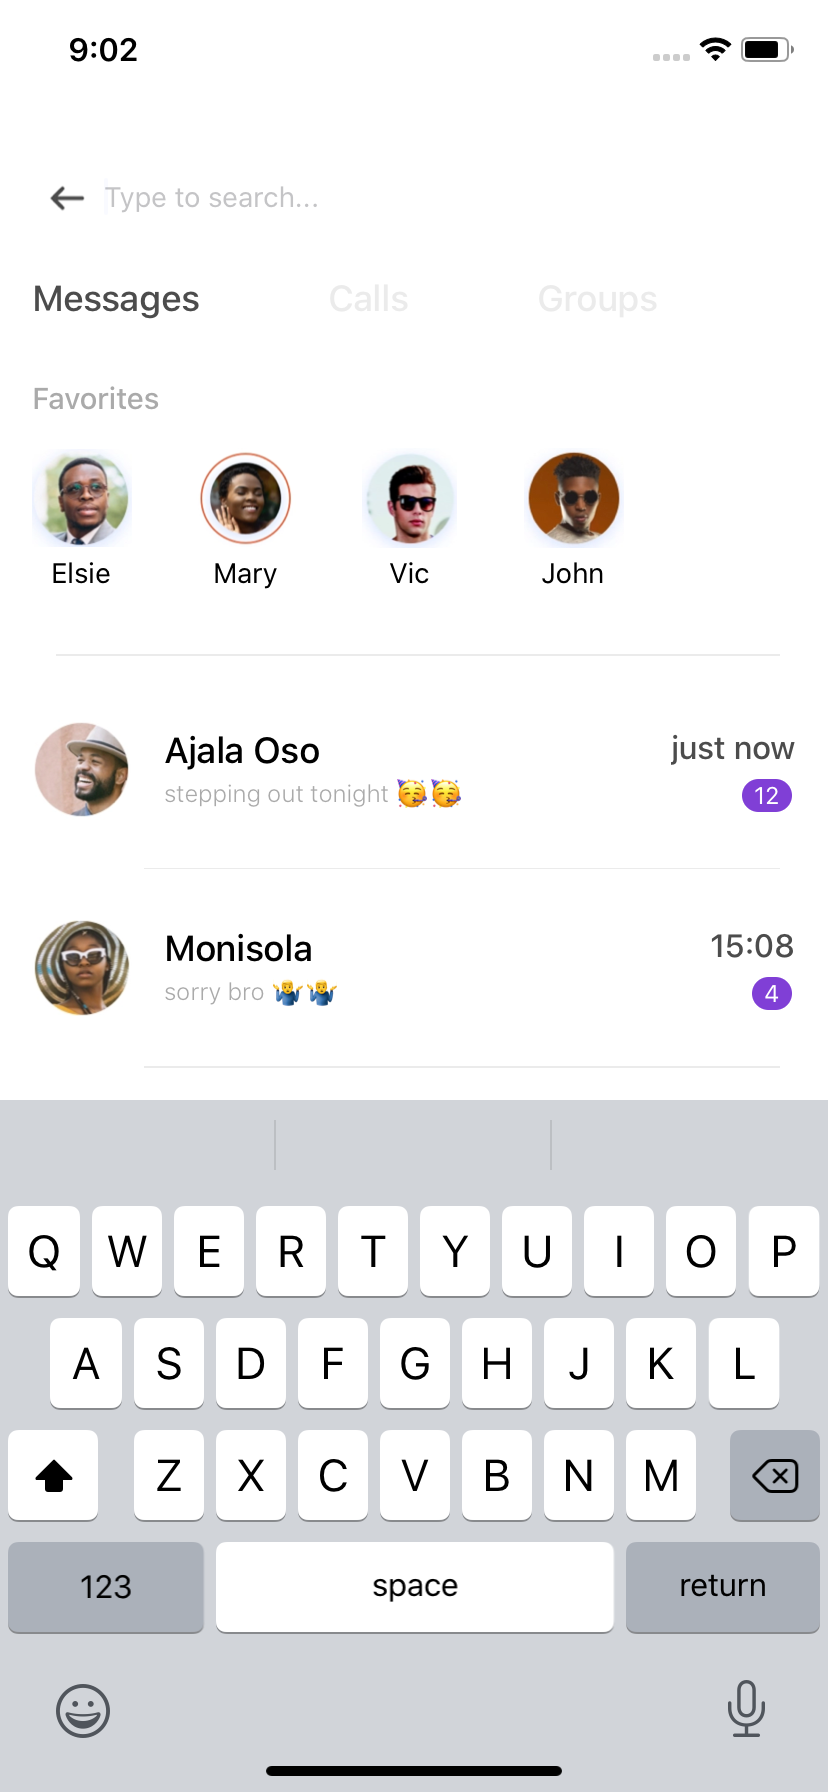 9:02
Type to search...
Messages Calls Groups
Favorites
Elsie Mary Vic John
Ajala Oso just now
stepping out tonight 🥳🥳 12
Monisola 15:08
sorry bro 🤷‍♂️🤷‍♂️ 4
Q W E R T Y U I O P
A S D F G H J K L
Z X C V B N M
123 space return